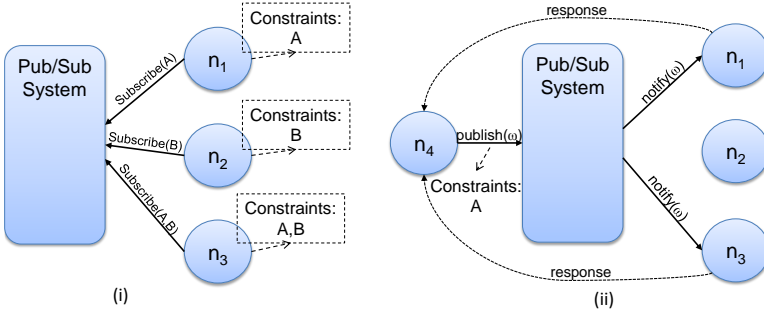 Pub/Sub
System
Subscribe(A)
Subscribe(B)
Subscribe(A,B)
n1
n2
n3
Constraints:
A
Constraints:
B
Constraints:
A,B
(i)
response
n4
publish(ω)
Constraints:
A
Pub/Sub
System
notify(ω)
notify(ω)
n1
n2
n3
response
(ii)